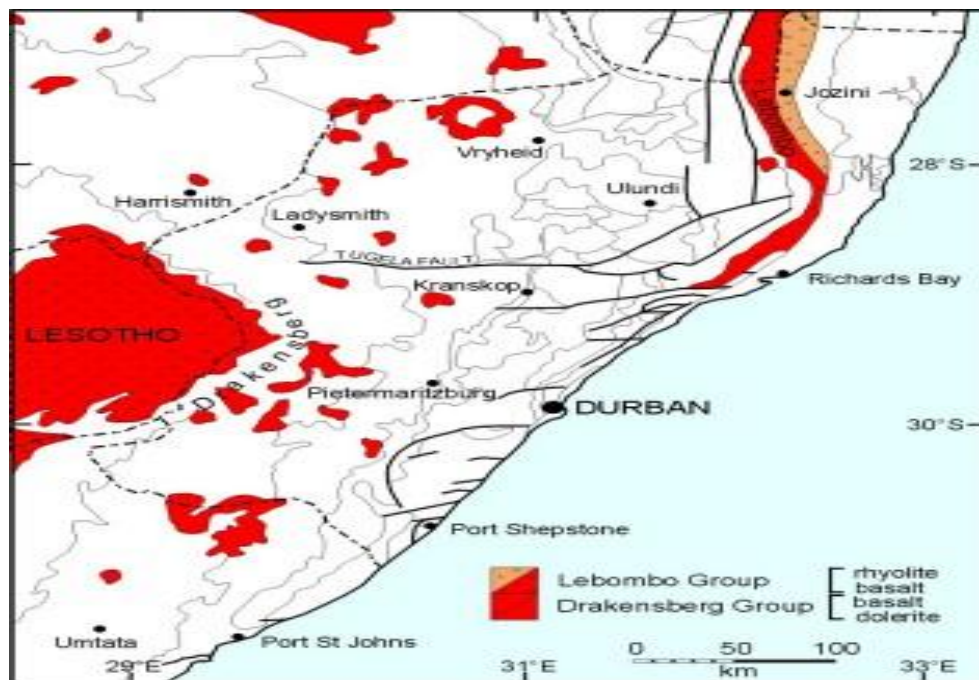 Jozini
Vryheid
28°S
Harrismith
Ulundi
Ladysmith
TUGELA FAULT
Kranskop
Richards Bay
LESOTHO
Drakensberg
Pietermaritzburg
DURBAN
30°S
Port Shepstone
Lebombo Group
rhyolite
basalt
Drakensberg Group
basalt
dolerite
Umtata
Port St Johns
0 50 100
km
29°E 31°E 33°E